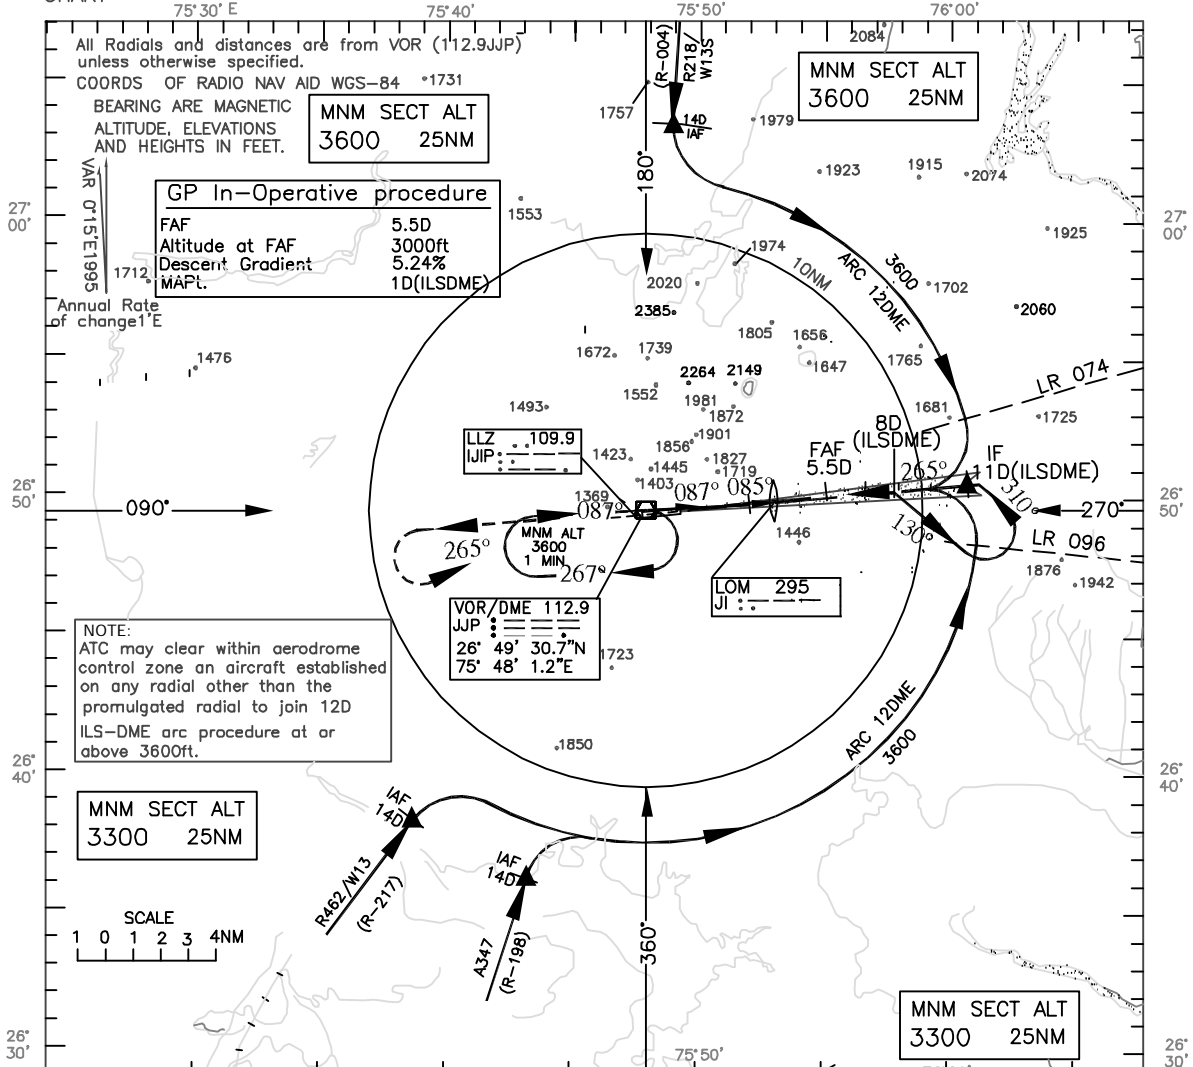 75° 30' E
75° 40'
75° 50'
76° 00'
All Radials and distances are from VOR (112.9JJP)
unless otherwise specified.
COORDS OF RADIO NAV AID WGS-84
BEARING ARE MAGNETIC
ALTITUDE, ELEVATIONS
AND HEIGHTS IN FEET.
1731
MNM SECT ALT
3600 25NM
VAR 0°15'E1995
Annual Rate
of change1'E
GP In-Operative procedure
FAF 5.5D
Altitude at FAF 3000ft
Descent Gradient 5.24%
MAPt. 1D(ILSDME)
1712
1553
1757
(R-004)
R218/
W13S
14D
IAF
180°
2084
MNM SECT ALT
3600 25NM
1979
1923
1915
2074
1925
27°
00'
27°
00'
1974
2020
10NM
2385
ARC 12DME
3600
1702
2060
1805
1656
1647
1765
1476
1672
1739
2264
2149
1552
1981
1872
1493
1681
LR 074
1725
LLZ 109.9
IJIP
1423
1856
1901
1445
1827
1719
1403
1369
8D
(ILSDME)
FAF
5.5D
265°
IF
11D(ILSDME)
310°
26°
50'
26°
50'
090°
087°
087°
085°
270°
130°
LR 096
1446
1876
1942
265°
MNM ALT
3600
1 MIN
267°
LOM 295
JI
VOR/DME 112.9
JJP
26° 49' 30.7"N
75° 48' 1.2"E
1723
NOTE:
ATC may clear within aerodrome
control zone an aircraft established
on any radial other than the
promulgated radial to join 12D
ILS-DME arc procedure at or
above 3600ft.
1850
ARC 12DME
3600
26°
40'
26°
40'
MNM SECT ALT
3300 25NM
IAF
14D
R462/W13
(R-217)
IAF
14D
A347
(R-198)
360°
SCALE
1 0 1 2 3 4NM
MNM SECT ALT
3300 25NM
26°
30'
26°
30'
75° 50'